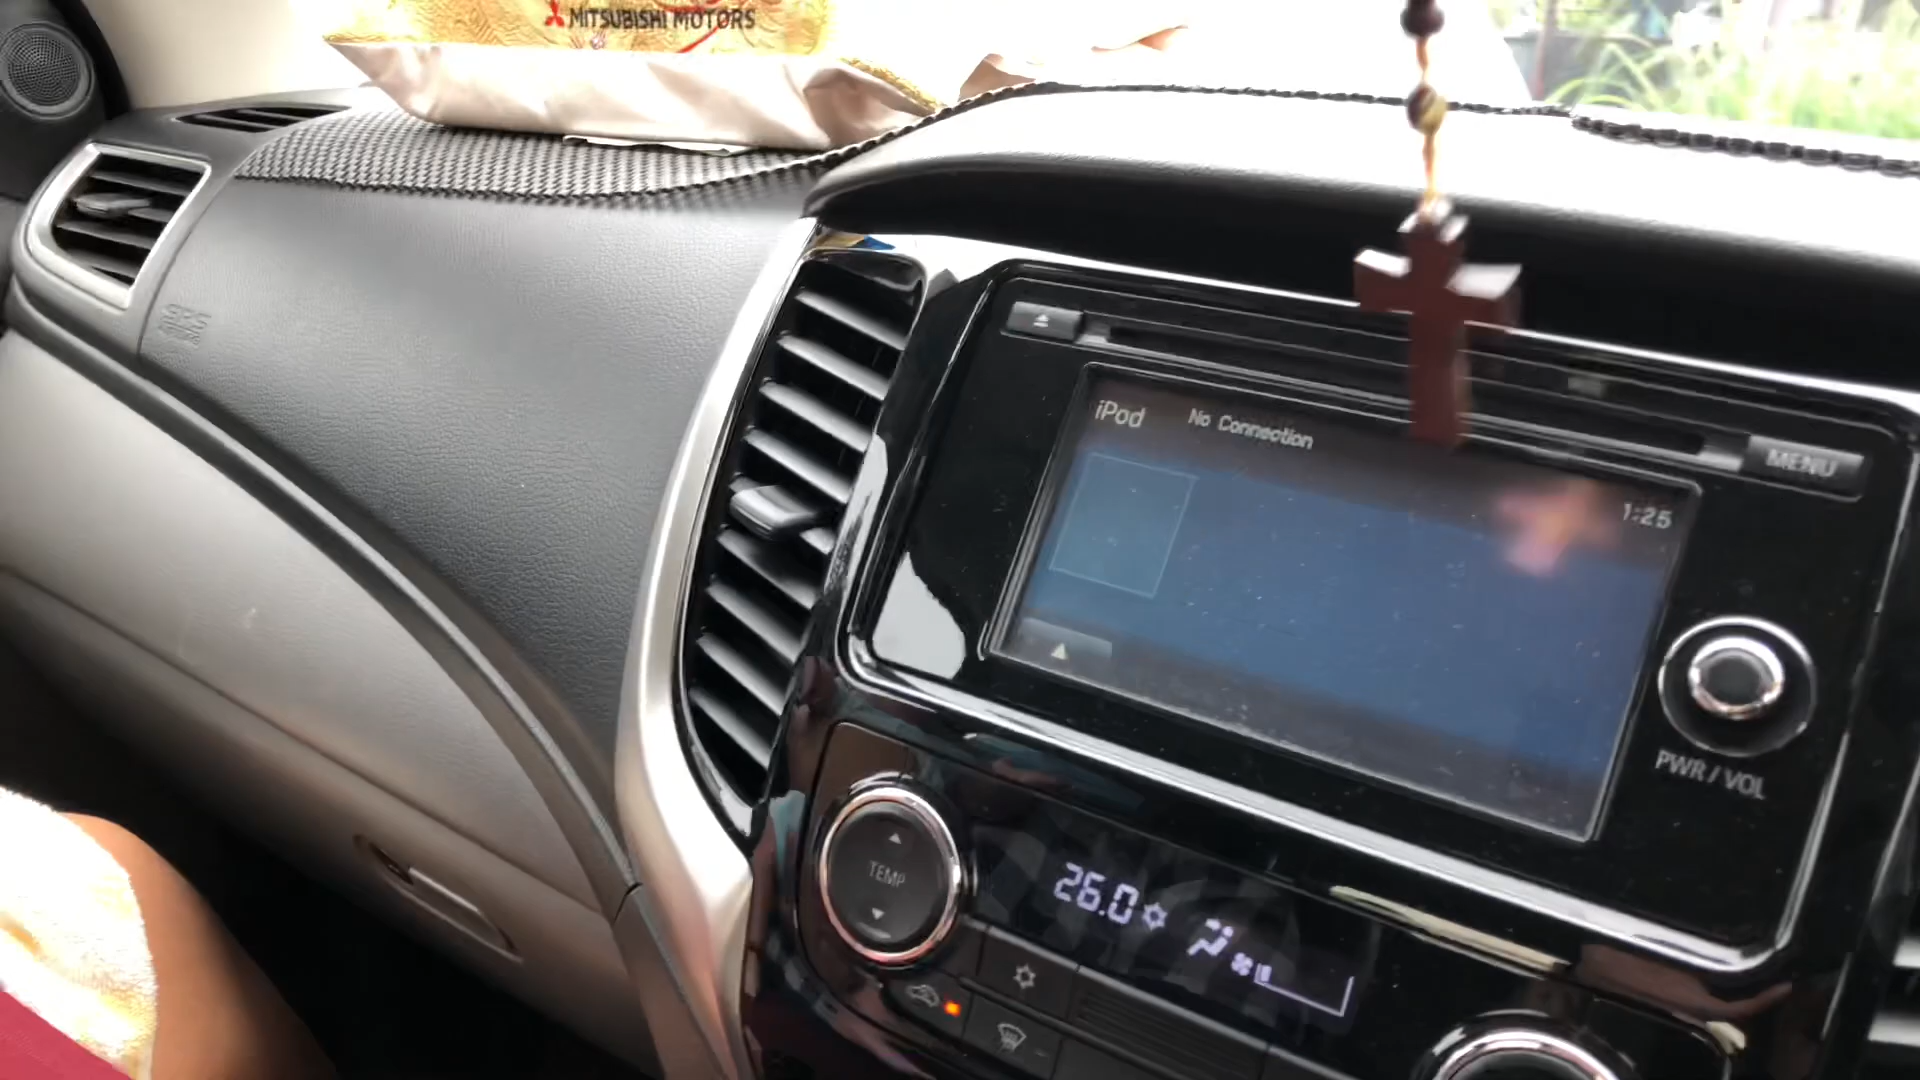 MITSUBISHI MOTORS
iPod No Connection
MENU
1:25
PWR / VOL
TEMP
26.0